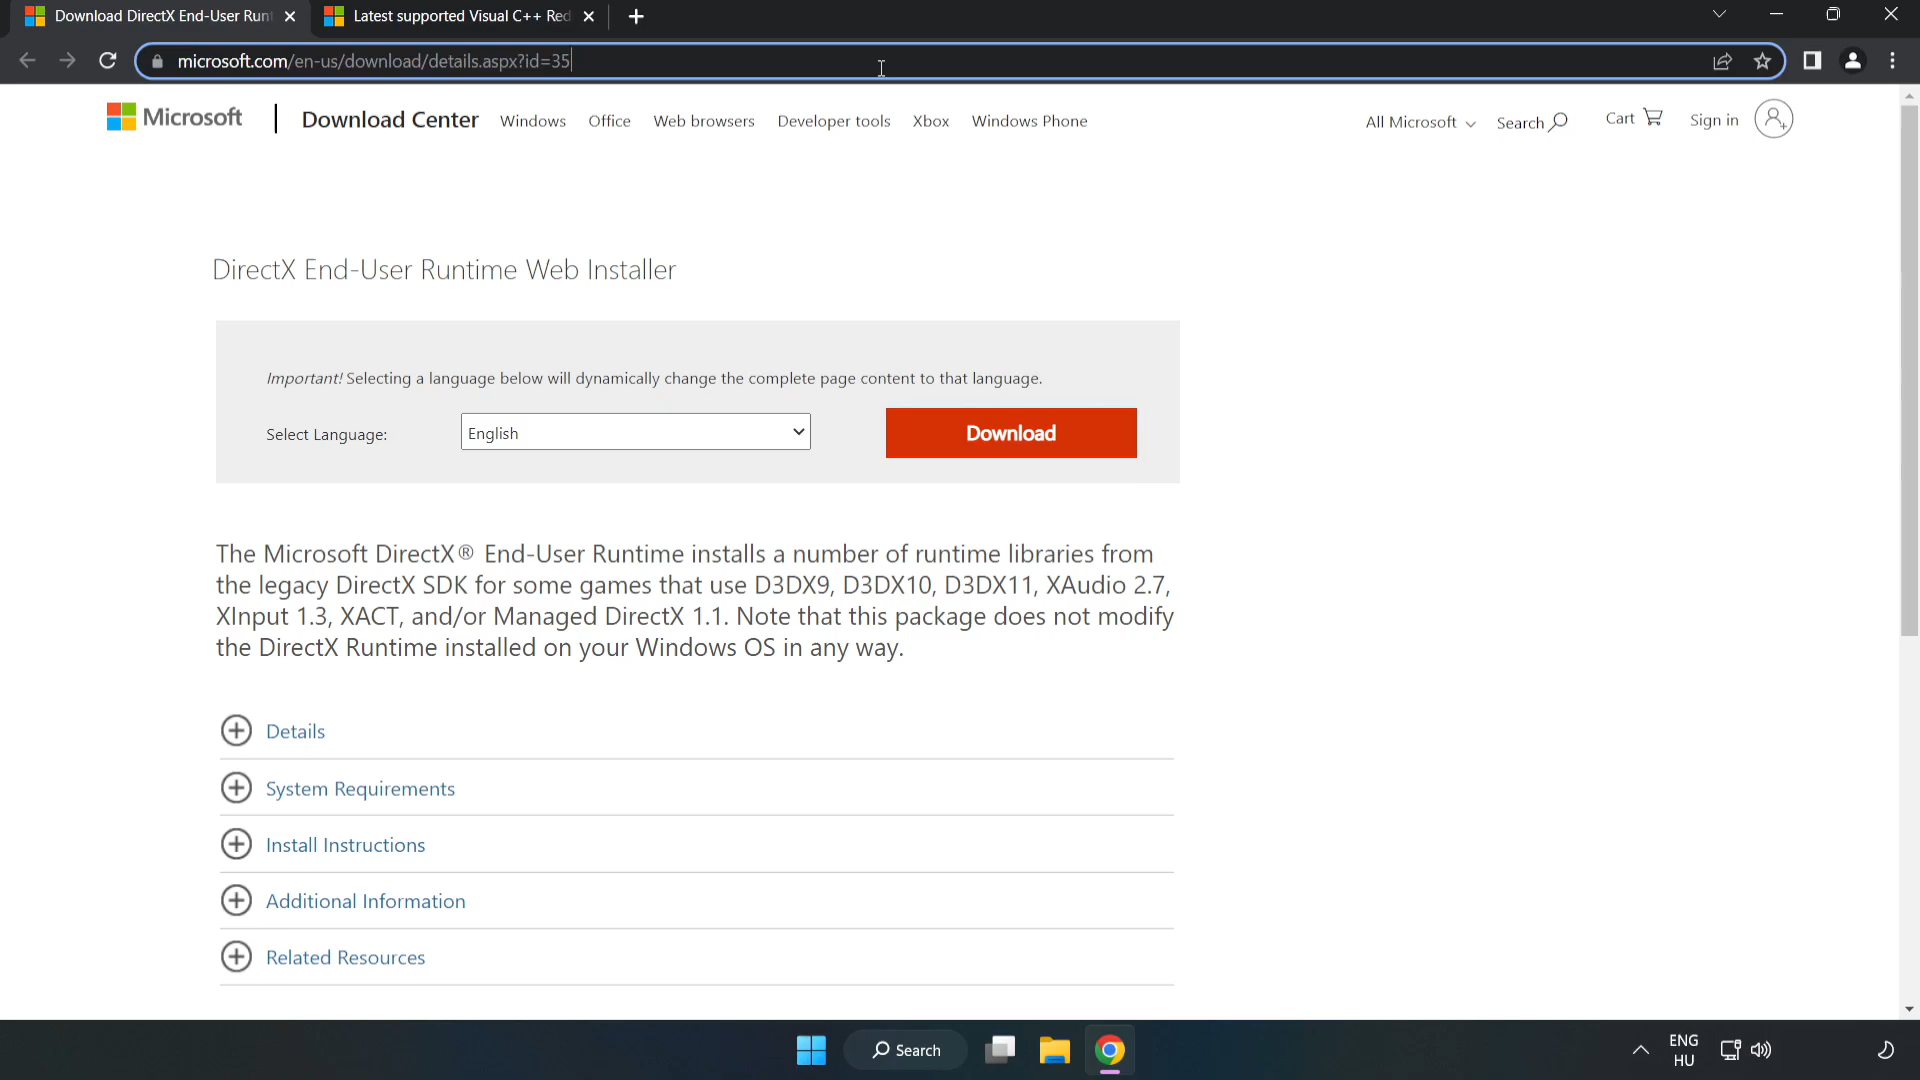 Download DirectX End-User Runt
Latest supported Visual C++ Red
microsoft.com/en-us/download/details.aspx?id=35
Microsoft
Download Center
Windows
Office
Web browsers
Developer tools
Xbox
Windows Phone
All Microsoft
Search
Cart
Sign in
DirectX End-User Runtime Web Installer
Important! Selecting a language below will dynamically change the complete page content to that language.
Select Language:
English
Download
The Microsoft DirectX® End-User Runtime installs a number of runtime libraries from
the legacy DirectX SDK for some games that use D3DX9, D3DX10, D3DX11, XAudio 2.7,
XInput 1.3, XACT, and/or Managed DirectX 1.1. Note that this package does not modify
the DirectX Runtime installed on your Windows OS in any way.
Details
System Requirements
Install Instructions
Additional Information
Related Resources
Search
ENG
HU